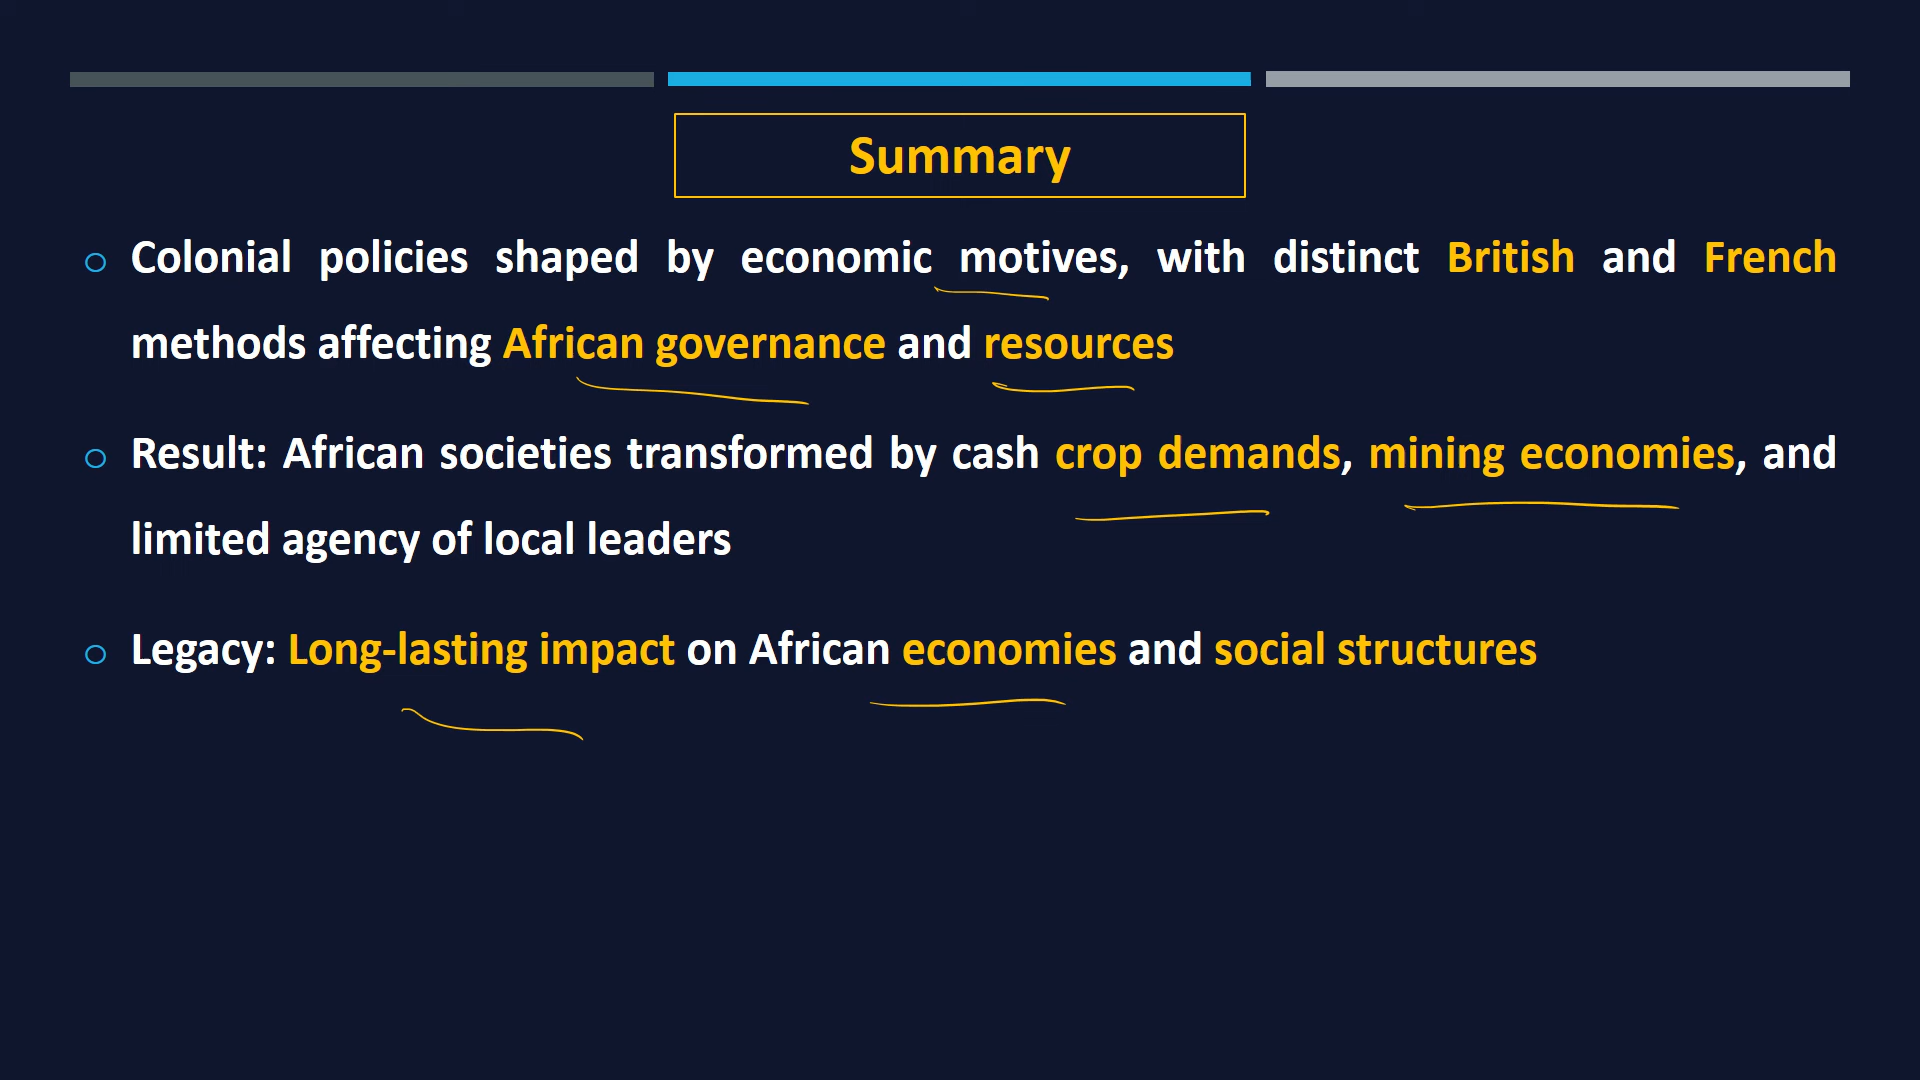 Summary
Colonial policies shaped by economic motives, with distinct British and French
methods affecting African governance and resources
Result: African societies transformed by cash crop demands, mining economies, and
limited agency of local leaders
Legacy: Long-lasting impact on African economies and social structures